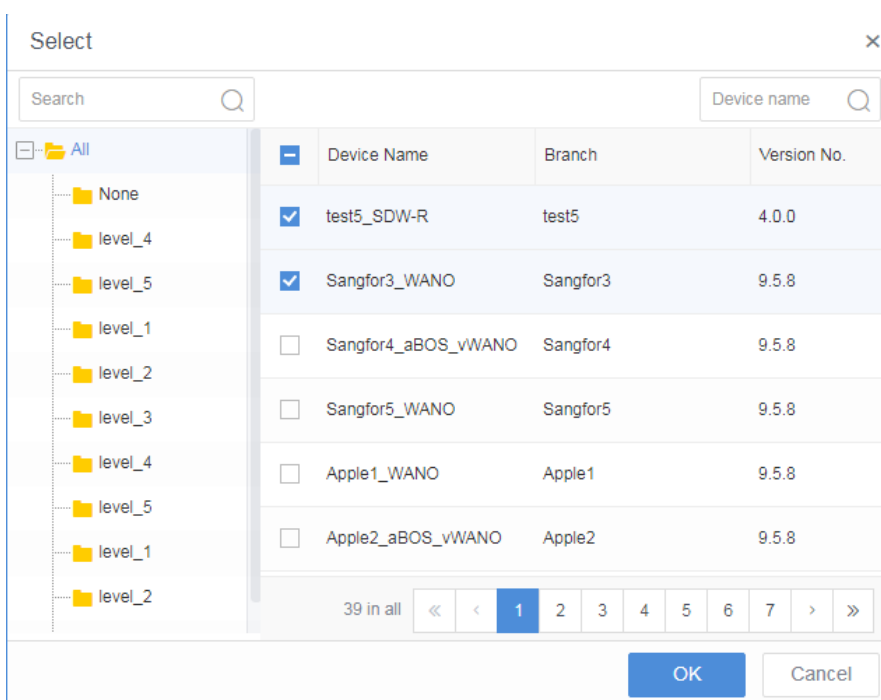 Select ×
Search Device name
All
None
level_4
level_5
level_1
level_2
level_3
level_4
level_5
level_1
level_2
Device Name Branch Version No.
test5_SDW-R test5 4.0.0
Sangfor3_WANO Sangfor3 9.5.8
Sangfor4_aBOS_vWANO Sangfor4 9.5.8
Sangfor5_WANO Sangfor5 9.5.8
Apple1_WANO Apple1 9.5.8
Apple2_aBOS_vWANO Apple2 9.5.8
39 in all « ‹ 1 2 3 4 5 6 7 › »
OK Cancel